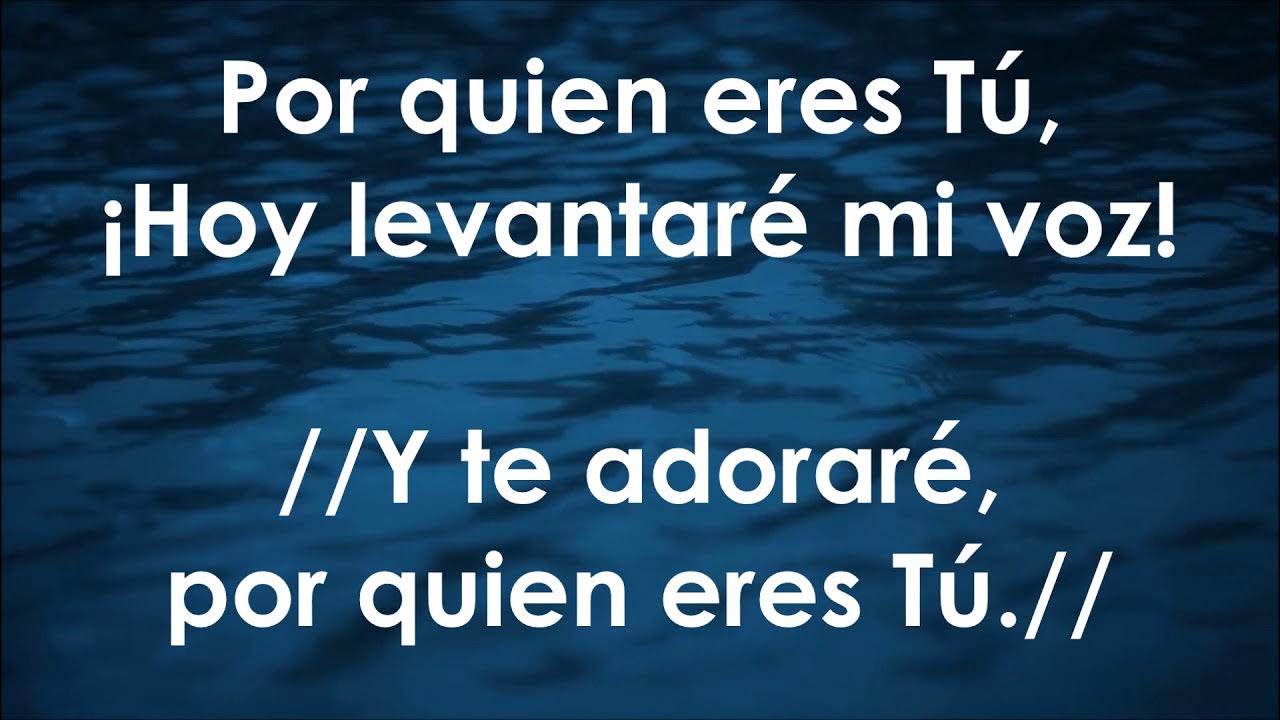 Por quien eres Tú,
¡Hoy levantaré mi voz!
//Y te adoraré,
por quien eres Tú.//